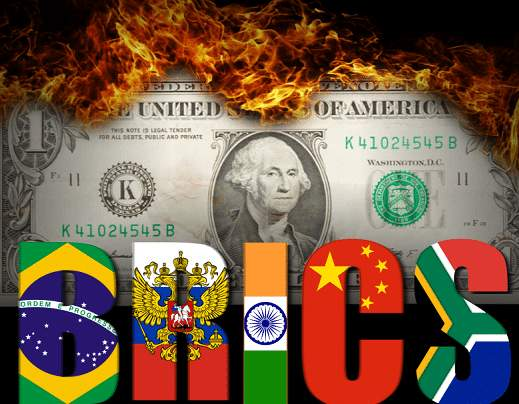 THE UNITED STATES OF AMERICA
THIS NOTE IS LEGAL TENDER
FOR ALL DEBTS, PUBLIC AND PRIVATE
K 41024545 B
WASHINGTON, D.C.
1
11
K
11
K 41024545 B
ORDEM E PROGRESSO
BRICS